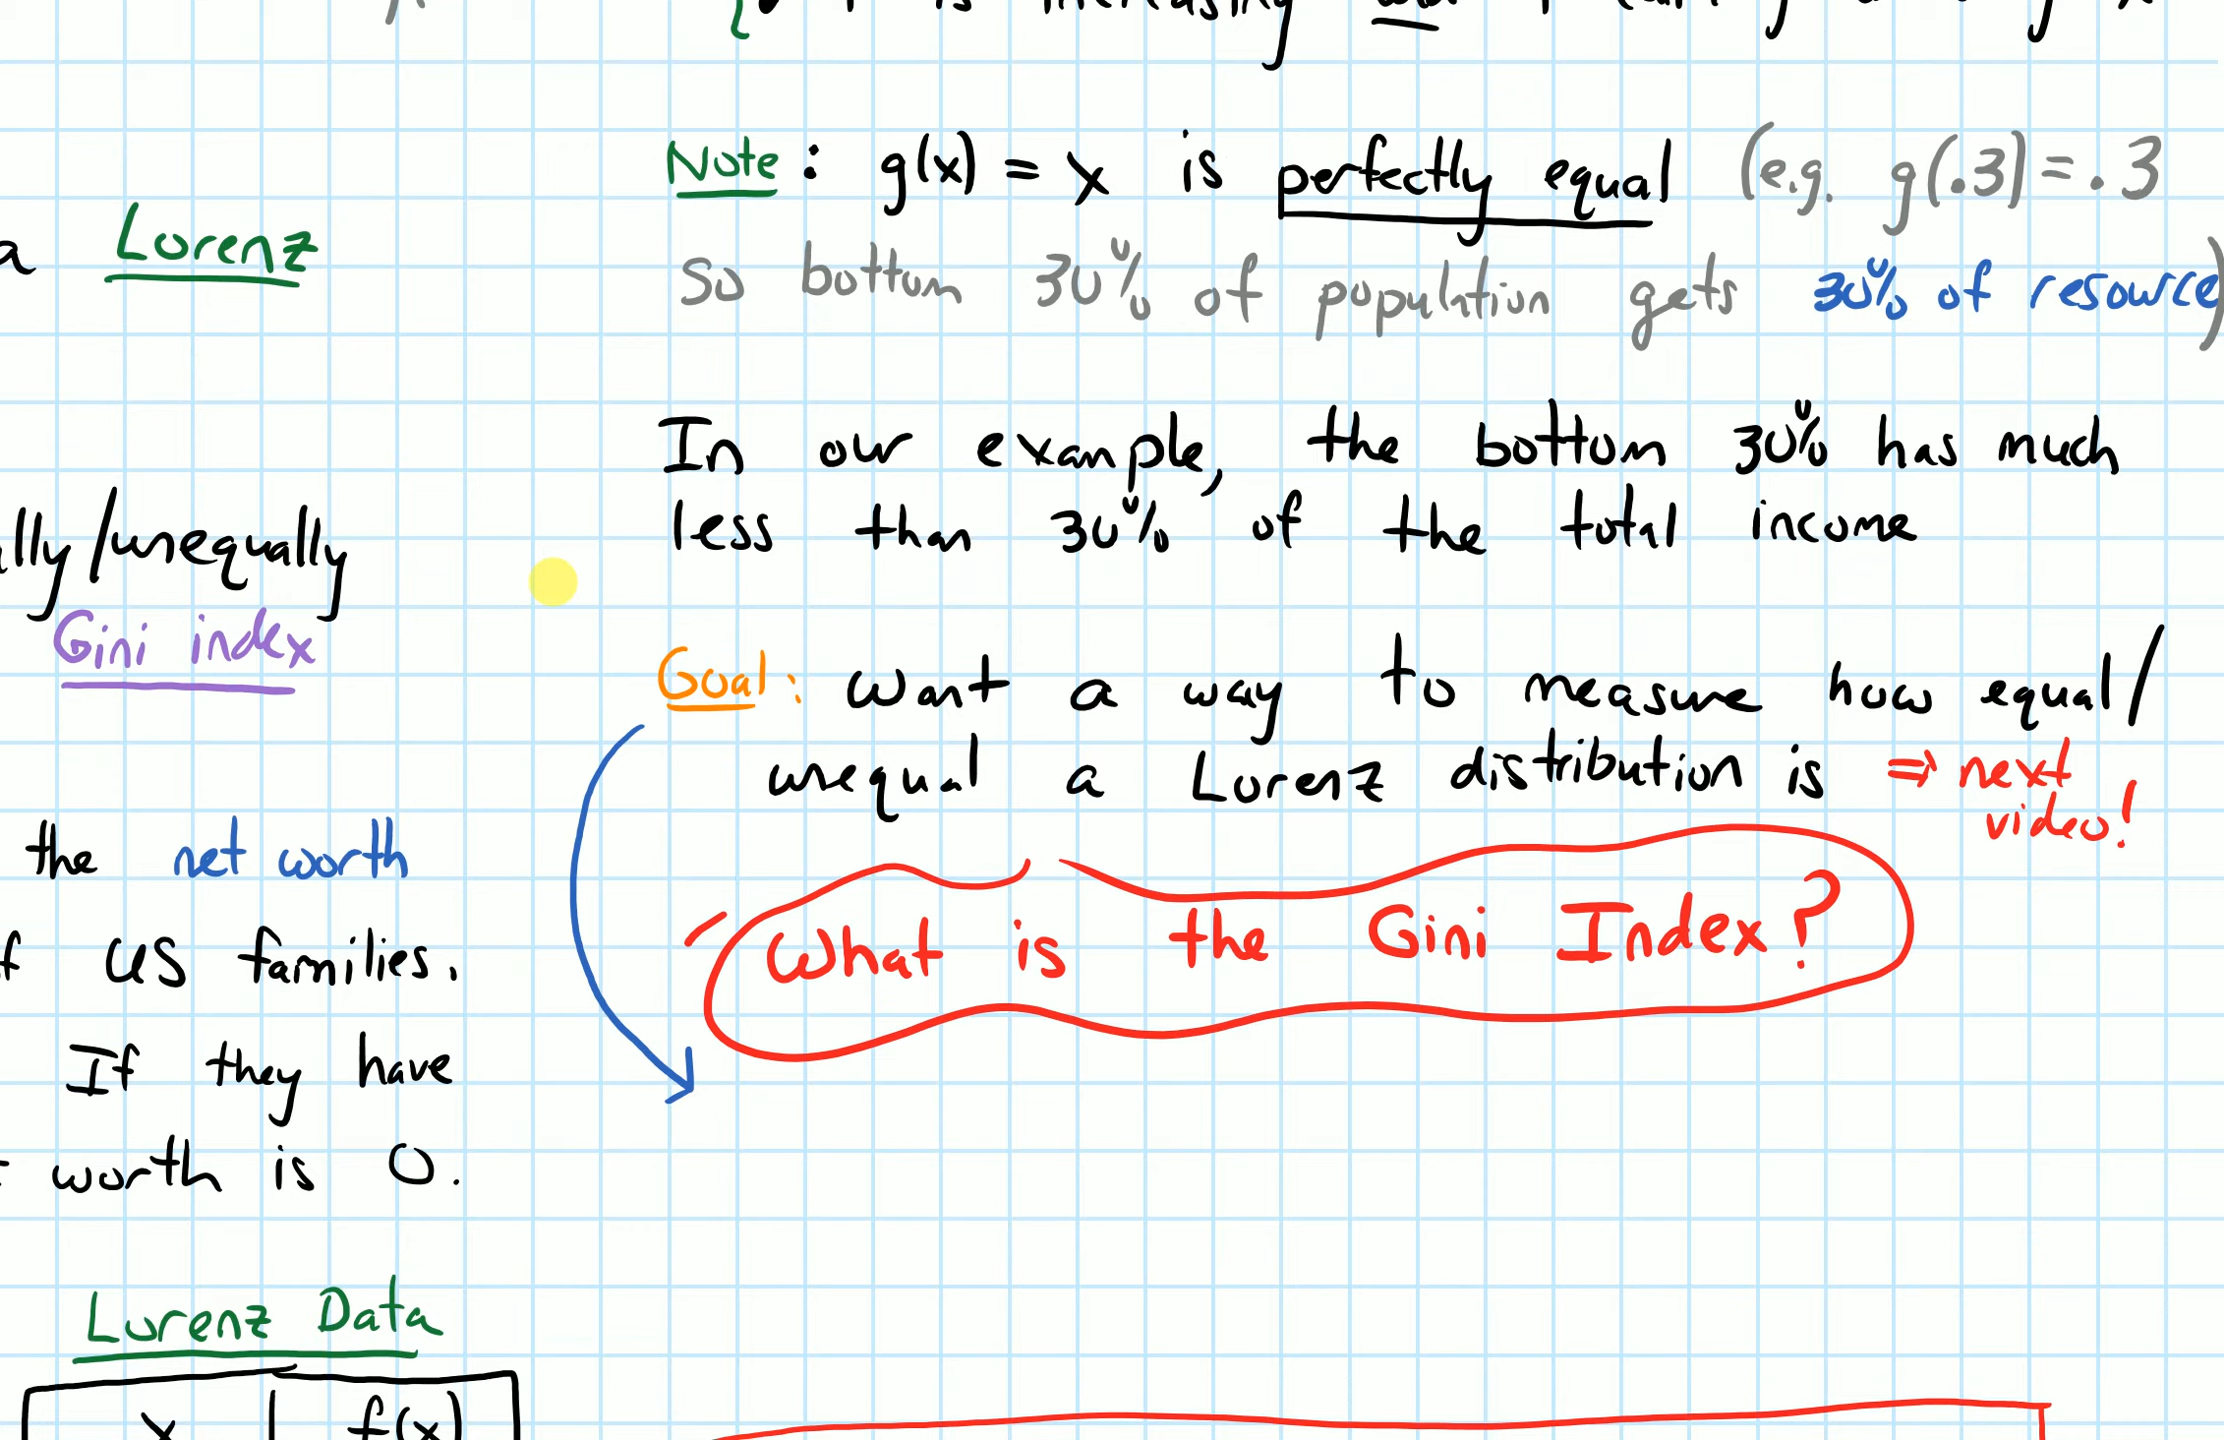 is increasing
Note: g(x) = x is perfectly equal (e.g. g(.3) = .3
So bottom 30% of population gets 30% of resource)
In our example, the bottom 30% has much
less than 30% of the total income
Goal: Want a way to measure how equal/
unequal a Lorenz distribution is ⇒ next
video!
What is the Gini Index?
a Lorenz
lly/unequally
Gini index
the net worth
f US families.
If they have
worth is 0.
Lorenz Data
x | f(x)